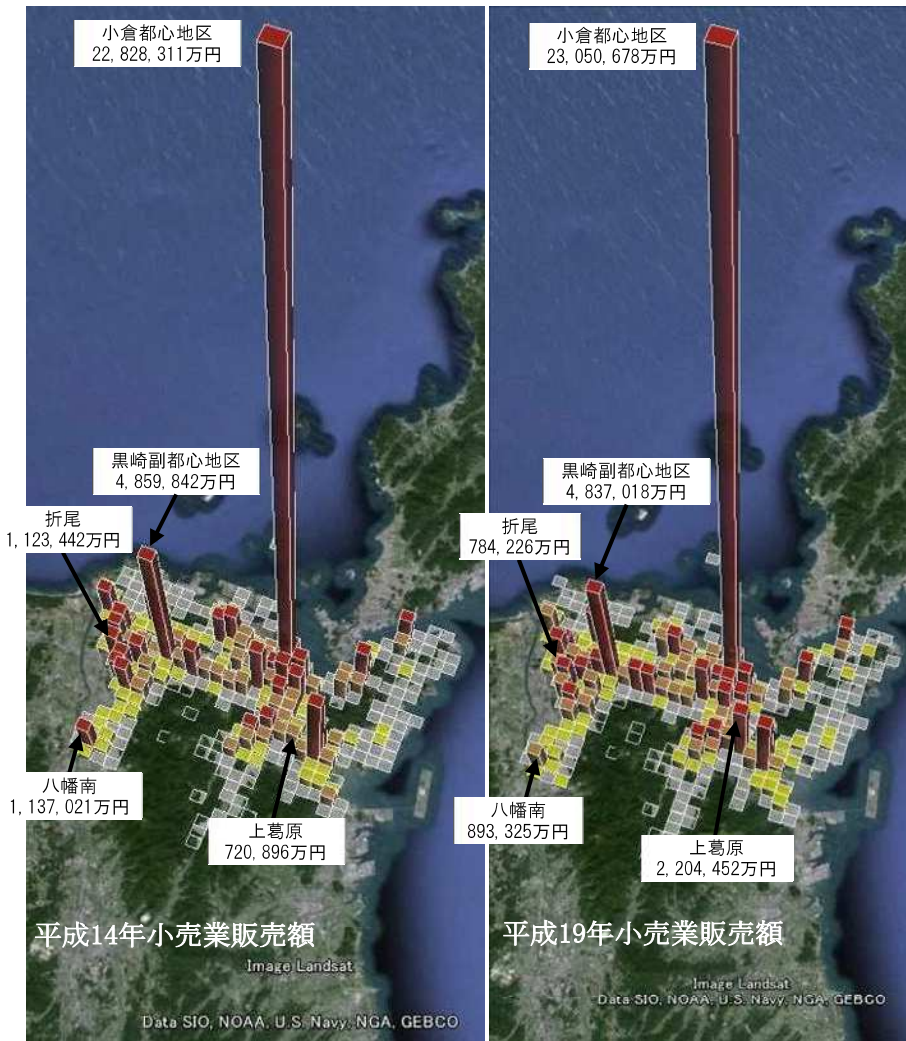 小倉都心地区
22,828,311万円
黒崎副都心地区
4,859,842万円
折尾
1,123,442万円
八幡南
1,137,021万円
上葛原
720,896万円
平成14年小売業販売額
Image Landsat
Data SIO, NOAA, U.S. Navy, NGA, GEBCO
小倉都心地区
23,050,678万円
黒崎副都心地区
4,837,018万円
折尾
784,226万円
八幡南
893,325万円
上葛原
2,204,452万円
平成19年小売業販売額
Image Landsat
Data SIO, NOAA, U.S. Navy, NGA, GEBCO